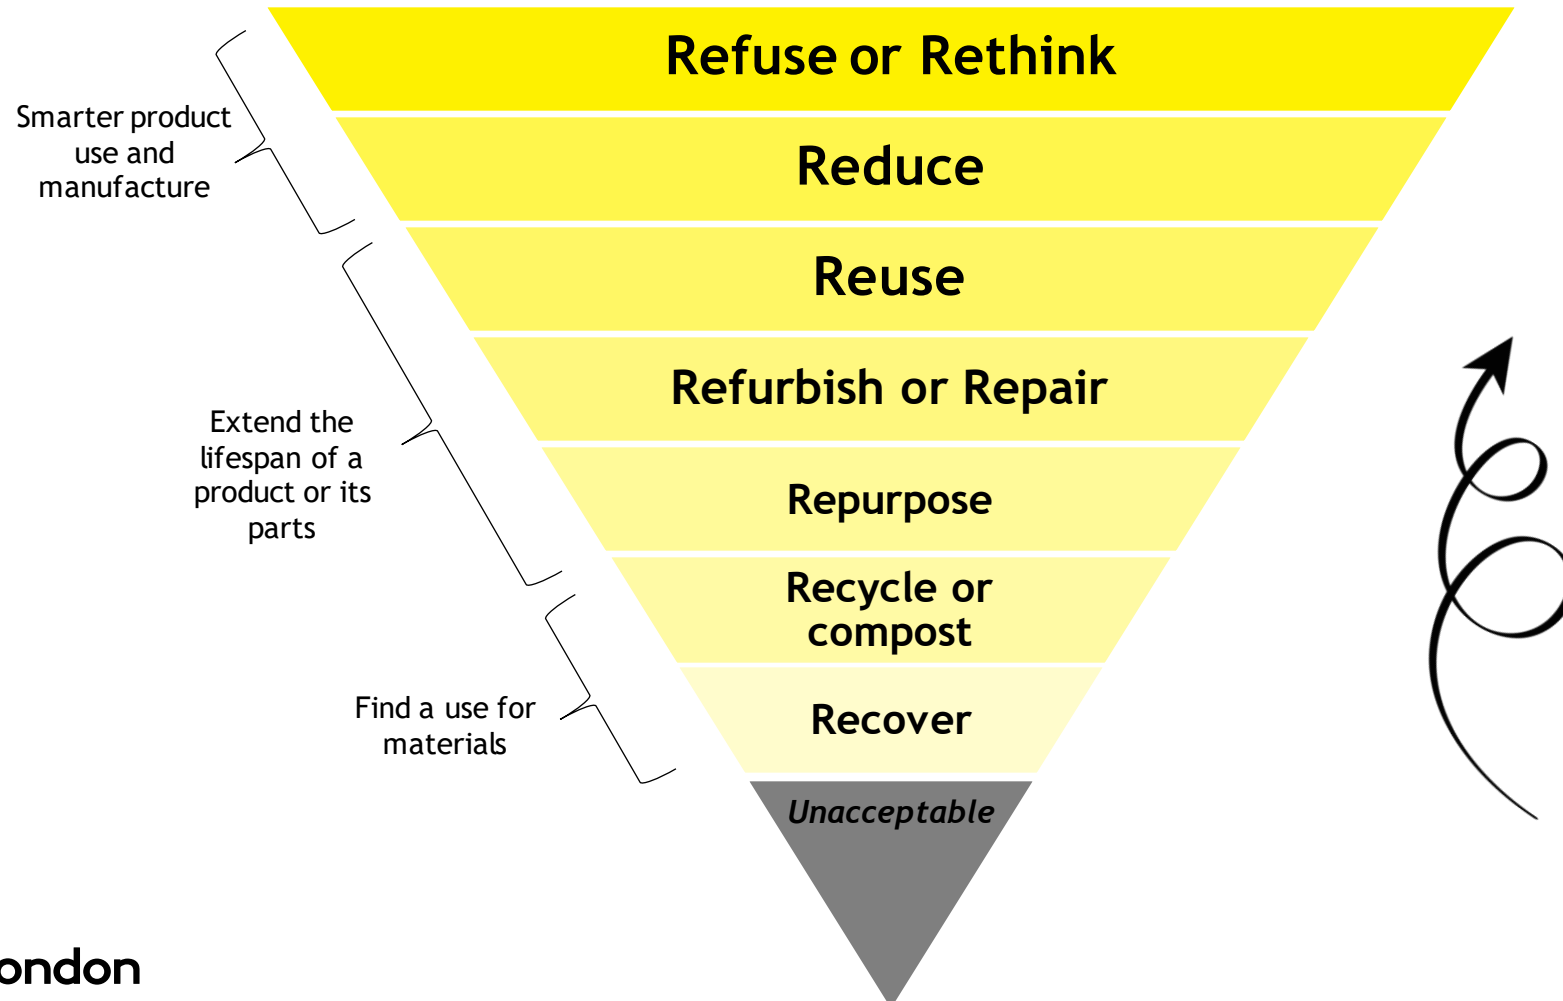 Refuse or Rethink
Smarter product
use and
manufacture
Reduce
Reuse
Refurbish or Repair
Extend the
lifespan of a
product or its
parts
Repurpose
Recycle or
compost
Find a use for
materials
Recover
Unacceptable
ondon